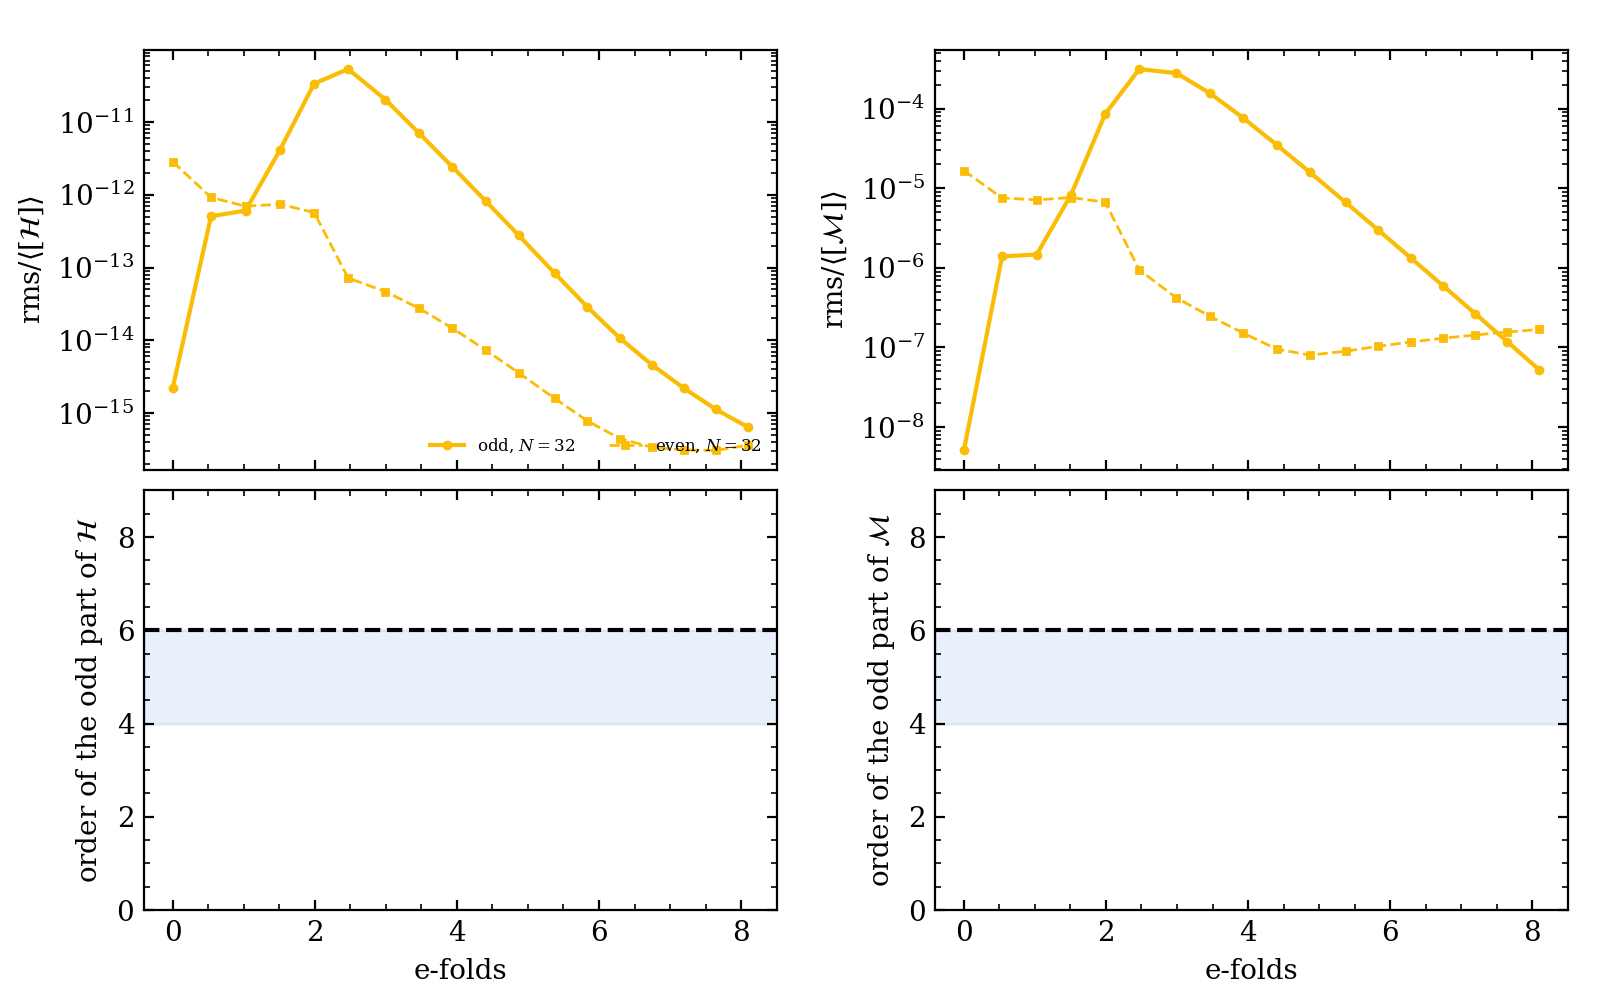 rms/⟨[ℋ]⟩
10⁻¹¹
10⁻¹²
10⁻¹³
10⁻¹⁴
10⁻¹⁵
odd, N = 32
even, N = 32
rms/⟨[ℳ]⟩
10⁻⁴
10⁻⁵
10⁻⁶
10⁻⁷
10⁻⁸
order of the odd part of ℋ
8
6
4
2
0
0 2 4 6 8
e-folds
order of the odd part of ℳ
8
6
4
2
0
0 2 4 6 8
e-folds